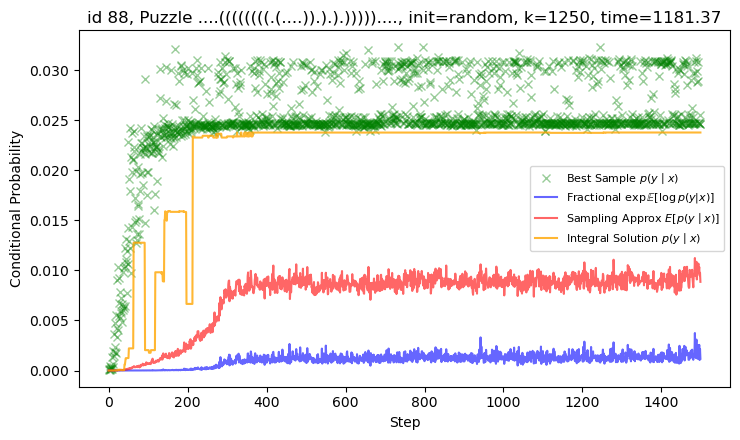 id 88, Puzzle ....((((((((.(....)).).).)))))...., init=random, k=1250, time=1181.37
Conditional Probability
0.030
0.025
0.020
0.015
0.010
0.005
0.000
Best Sample p(y | x)
Fractional exp 𝔼[log p(y|x)]
Sampling Approx E[p(y | x)]
Integral Solution p(y | x)
0 200 400 600 800 1000 1200 1400
Step